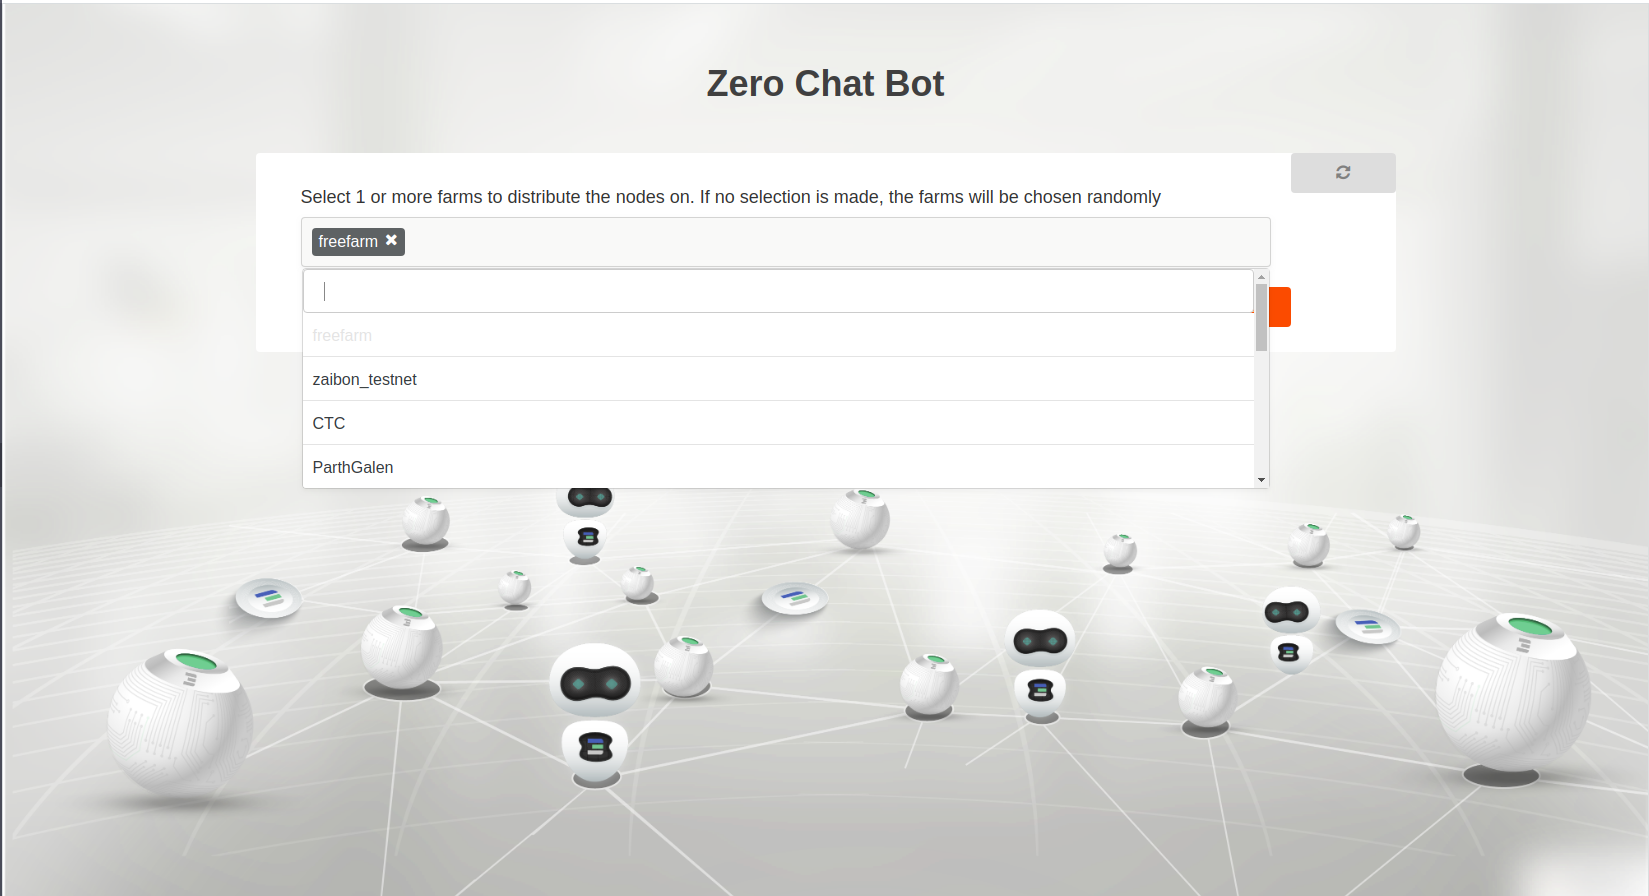 Zero Chat Bot
Select 1 or more farms to distribute the nodes on. If no selection is made, the farms will be chosen randomly
freefarm
freefarm
zaibon_testnet
CTC
ParthGalen